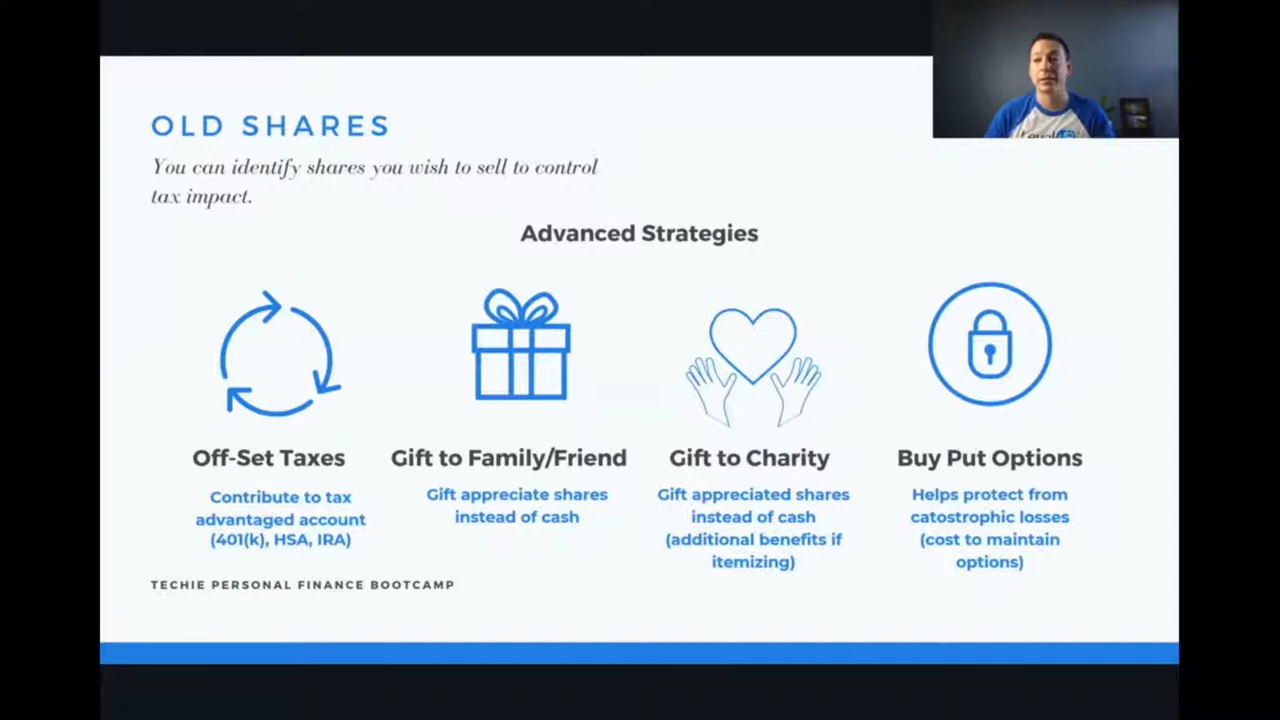 OLD SHARES
You can identify shares you wish to sell to control
tax impact.
Advanced Strategies
Off-Set Taxes
Contribute to tax
advantaged account
(401(k), HSA, IRA)
Gift to Family/Friend
Gift appreciate shares
instead of cash
Gift to Charity
Gift appreciated shares
instead of cash
(additional benefits if
itemizing)
Buy Put Options
Helps protect from
catostrophic losses
(cost to maintain
options)
TECHIE PERSONAL FINANCE BOOTCAMP